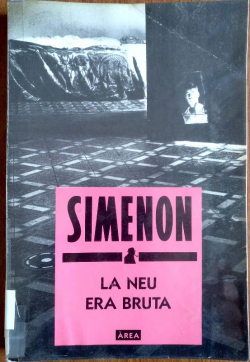 SIMENON
LA NEU
ERA BRUTA
ÀREA